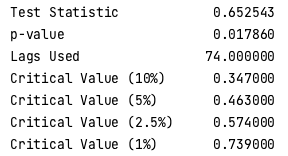 Test Statistic 0.652543
p-value 0.017860
Lags Used 74.000000
Critical Value (10%) 0.347000
Critical Value (5%) 0.463000
Critical Value (2.5%) 0.574000
Critical Value (1%) 0.739000